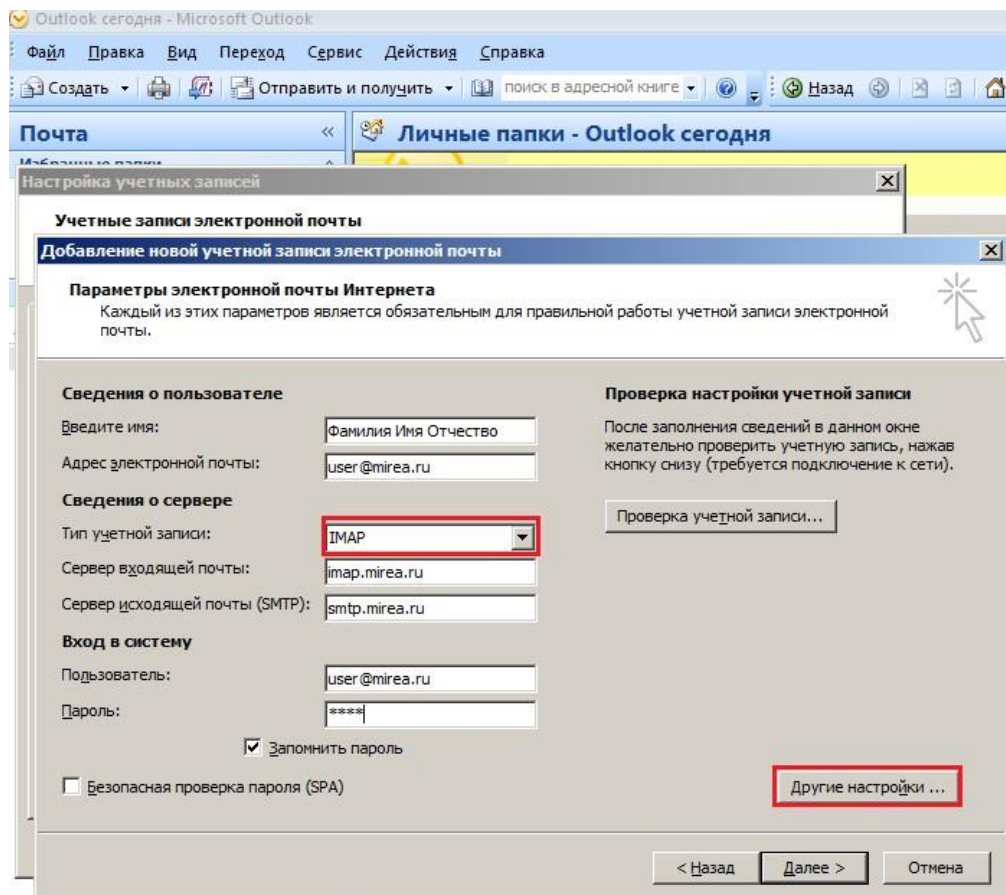 Outlook сегодня - Microsoft Outlook
Файл Правка Вид Переход Сервис Действия Справка
Создать Отправить и получить поиск в адресной книге Назад
Почта « Личные папки - Outlook сегодня
Избранные папки
Настройка учетных записей
Учетные записи электронной почты
Добавление новой учетной записи электронной почты
Параметры электронной почты Интернета
Каждый из этих параметров является обязательным для правильной работы учетной записи электронной
почты.
Сведения о пользователе
Введите имя: Фамилия Имя Отчество
Адрес электронной почты: user@mirea.ru
Сведения о сервере
Тип учетной записи: IMAP
Сервер входящей почты: imap.mirea.ru
Сервер исходящей почты (SMTP): smtp.mirea.ru
Вход в систему
Пользователь: user@mirea.ru
Пароль: ****
Запомнить пароль
Безопасная проверка пароля (SPA)
Проверка настройки учетной записи
После заполнения сведений в данном окне
желательно проверить учетную запись, нажав
кнопку снизу (требуется подключение к сети).
Проверка учетной записи...
Другие настройки ...
< Назад Далее > Отмена